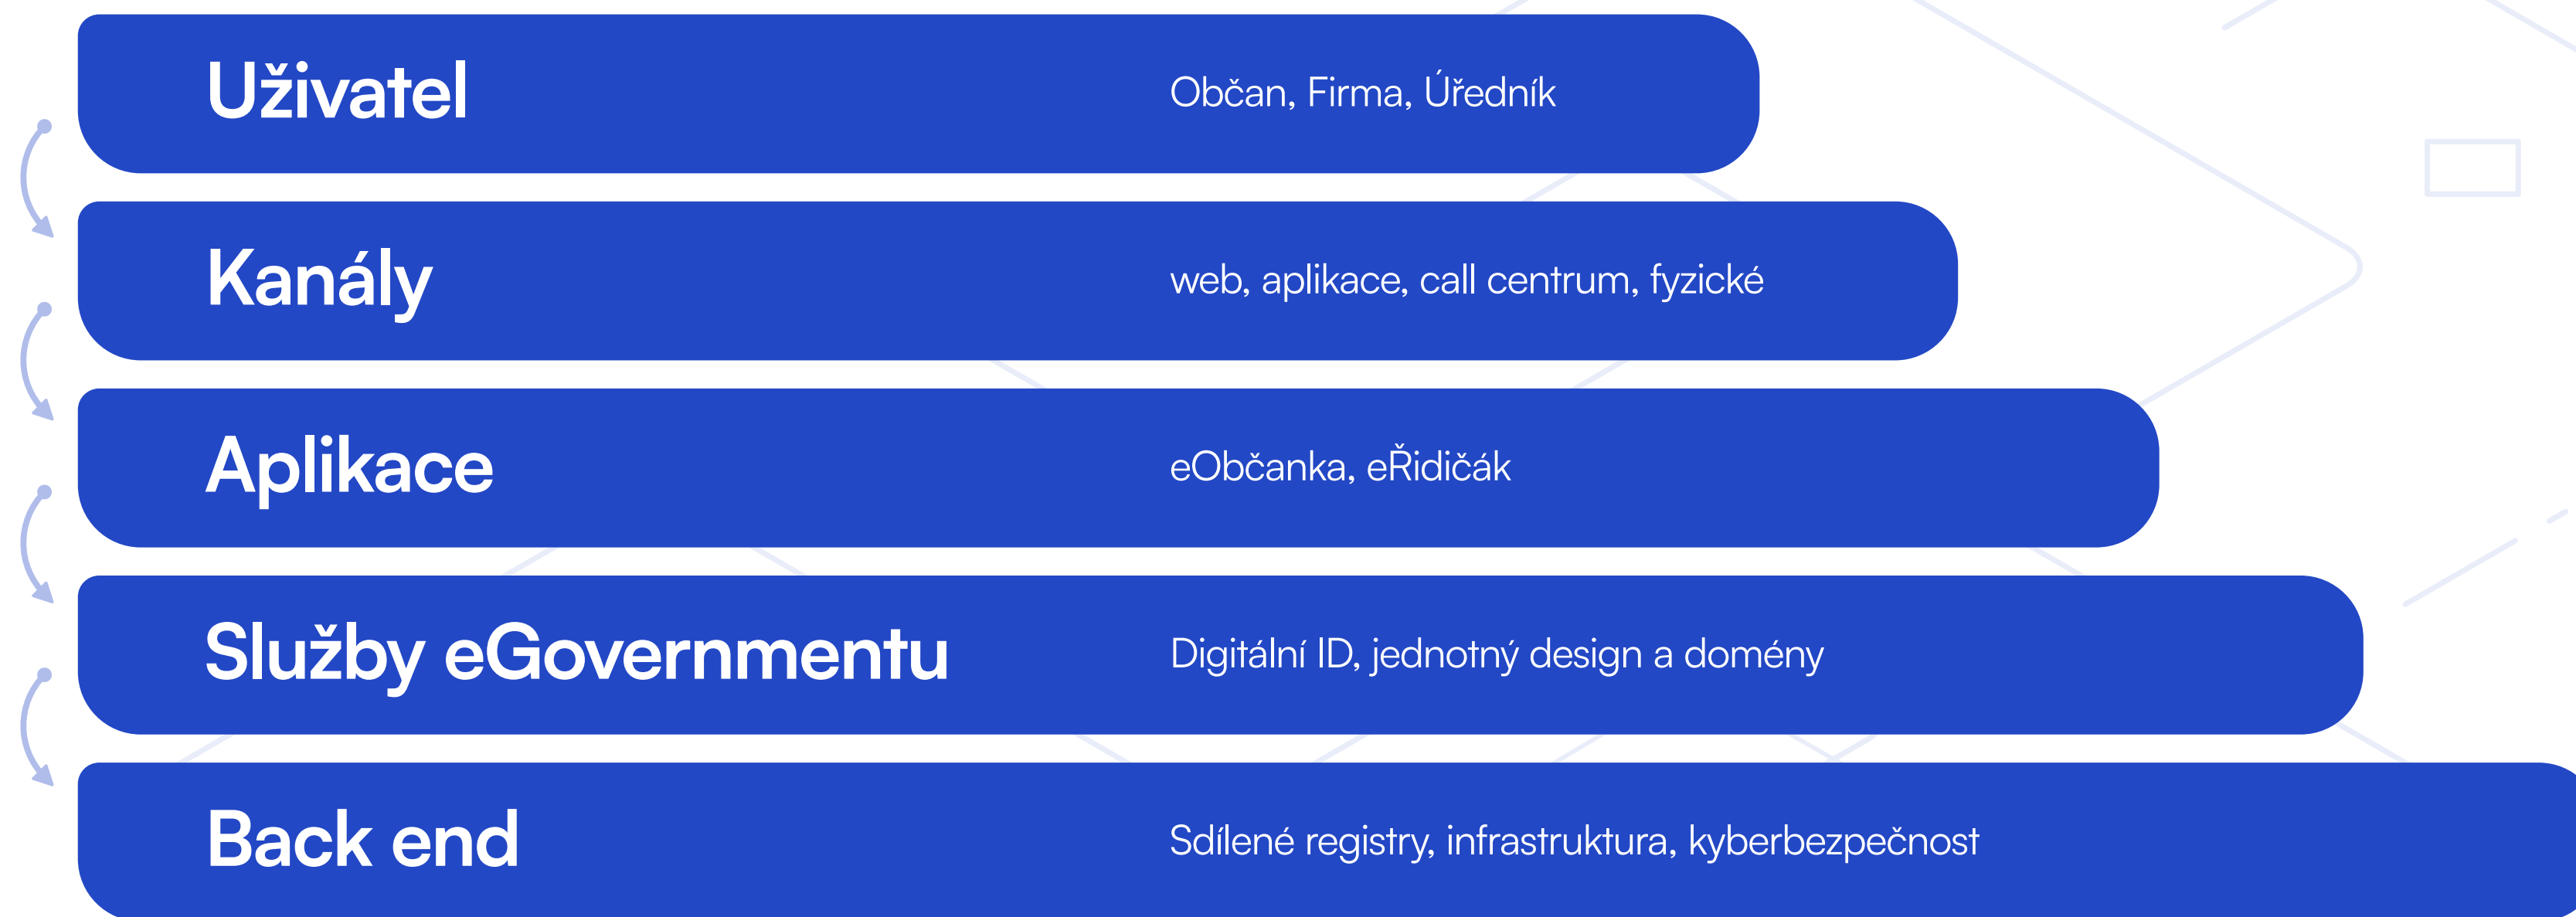 Uživatel
Občan, Firma, Úředník
Kanály
web, aplikace, call centrum, fyzické
Aplikace
eObčanka, eŘidičák
Služby eGovernmentu
Digitální ID, jednotný design a domény
Back end
Sdílené registry, infrastruktura, kyberbezpečnost